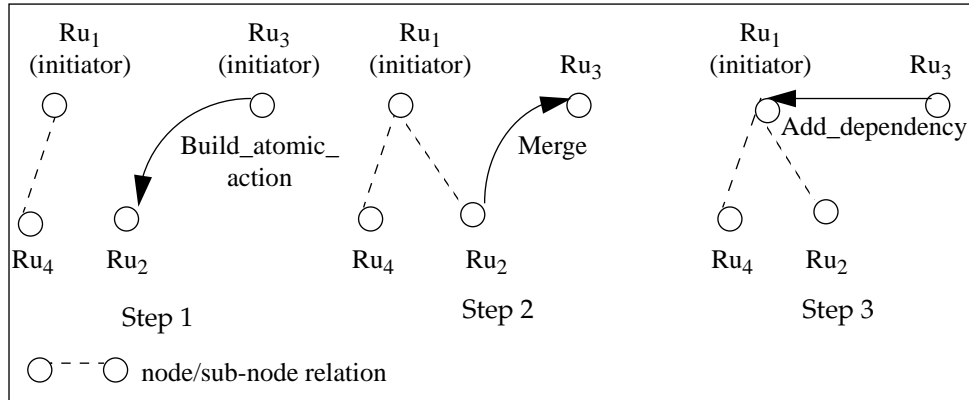 Ru1
(initiator)
Ru3
(initiator)
Build_atomic_
action
Ru4
Ru2
Step 1
Ru1
(initiator)
Ru3
Merge
Ru4
Ru2
Step 2
Ru1
(initiator)
Ru3
Add_dependency
Ru4
Ru2
Step 3
node/sub-node relation